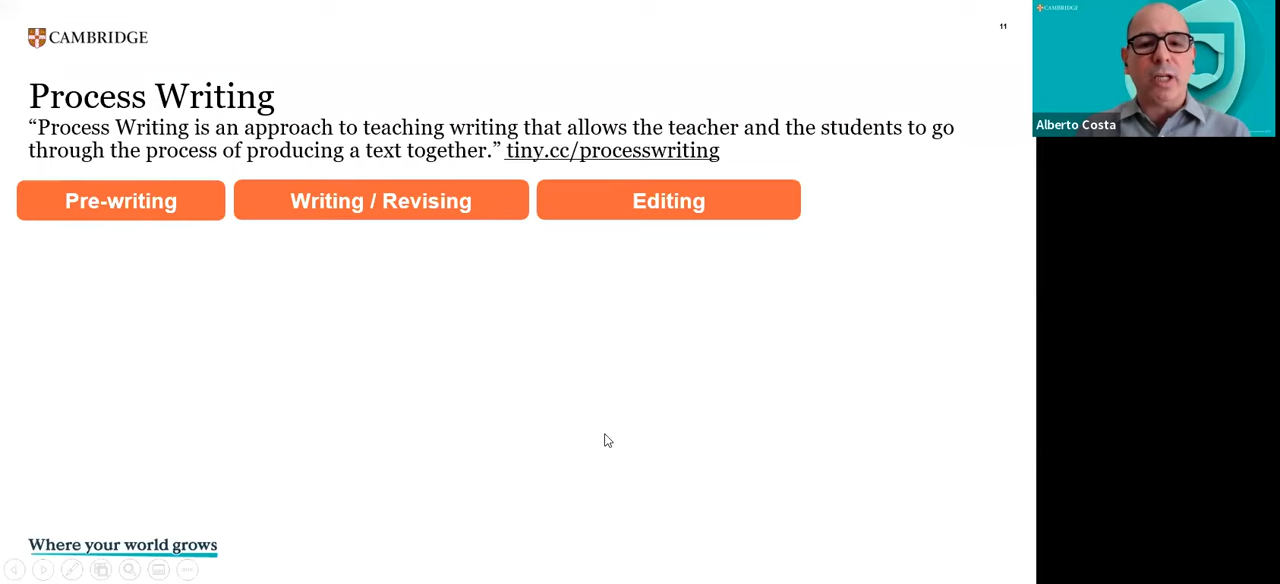 CAMBRIDGE
11
CAMBRIDGE
Alberto Costa
Process Writing
“Process Writing is an approach to teaching writing that allows the teacher and the students to go
through the process of producing a text together.” tiny.cc/processwriting
Pre-writing
Writing / Revising
Editing
Where your world grows